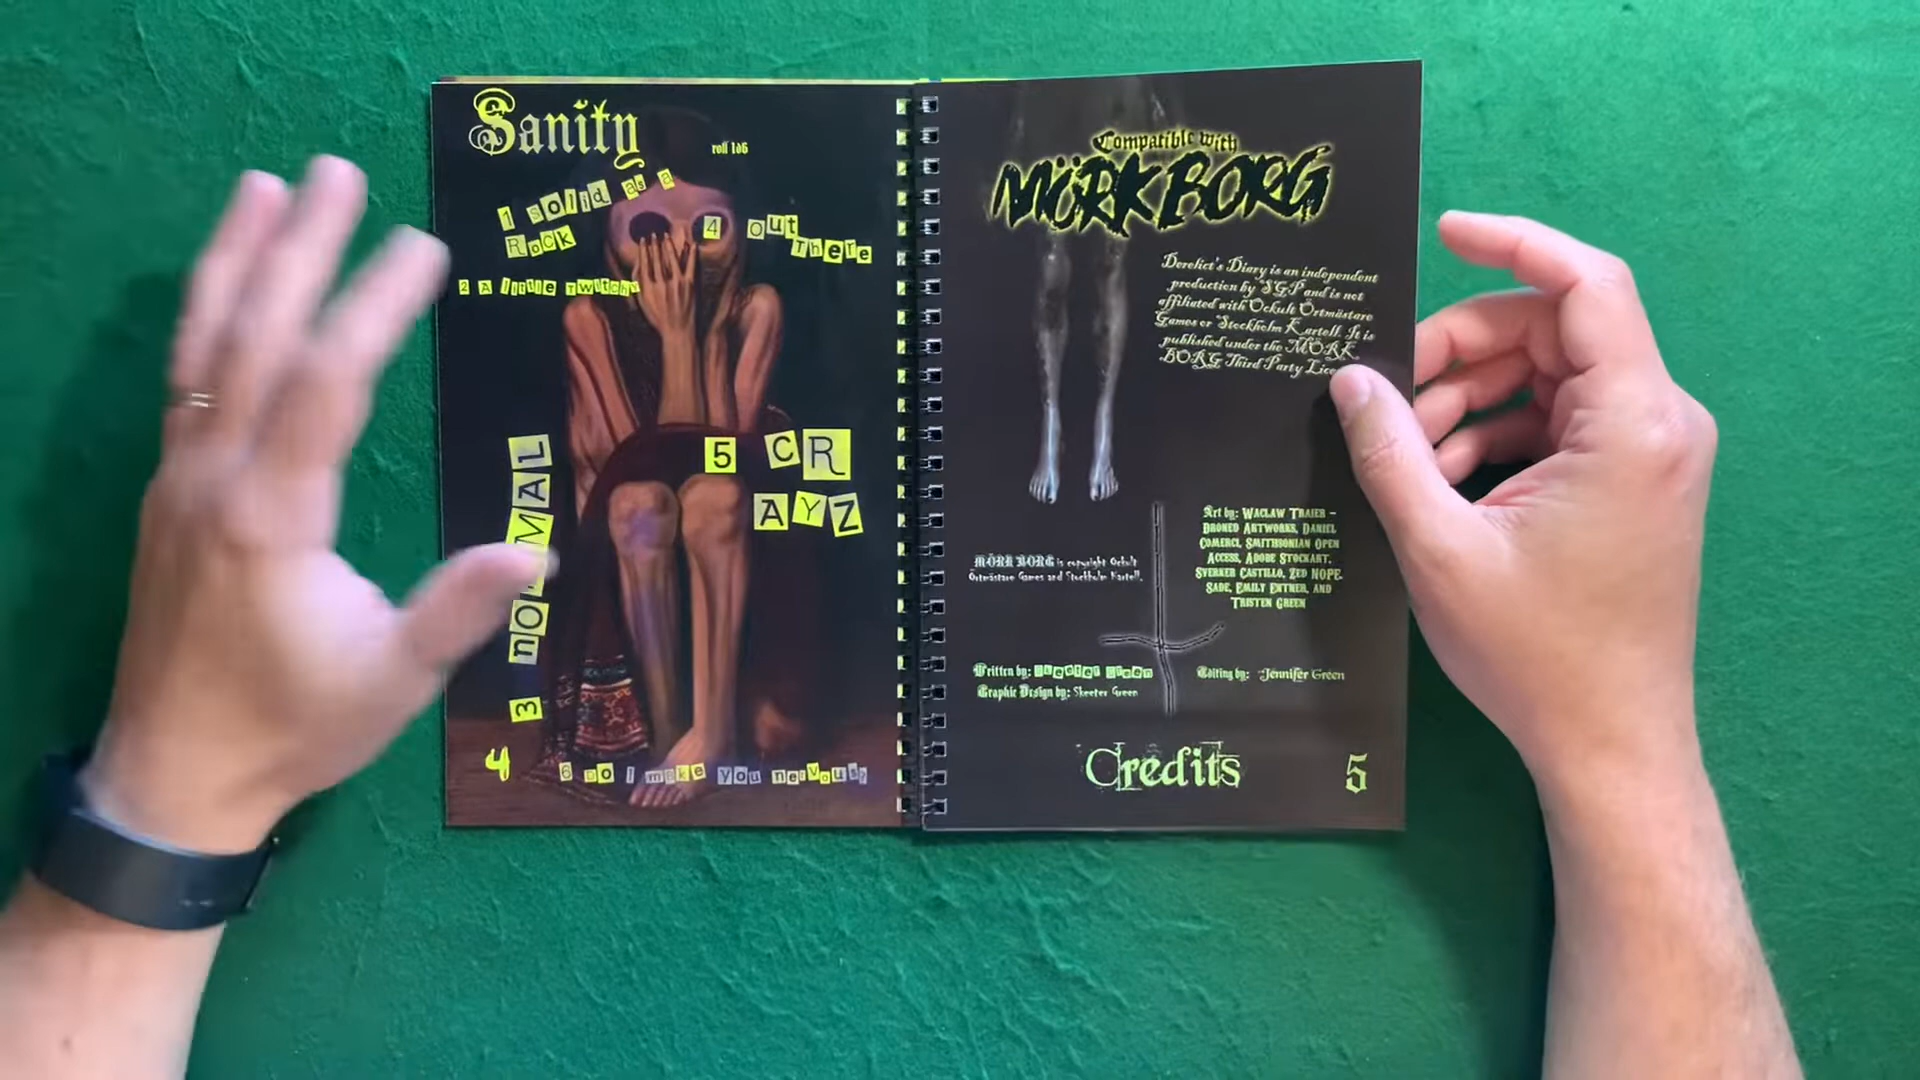 Sanity
roll 1d6
1 solid as a
Rock
2 A little twitchy
3 noRMAL
4 out
there
5 CR
AYZ
6 Do I make you nervous?
4
Compatible with
MÖRK BORG
Derelict's Diary is an independent
production by SGP and is not
affiliated with Ockult Örtmästare
Games or Stockholm Kartell. It is
published under the MÖRK
BORG Third Party
MÖRK BORG is copyright Ockult
Örtmästare Games and Stockholm Kartell.
Art by: Waclaw Traier –
Droned Artworks, Daniel
Comerci, Smithsonian Open
Access, Adobe Stockart,
Sverker Castillo, Zed Nope,
Sade, Emily Entner, and
Tristen Green
Written by: Skeeter Green
Graphic Design by: Skeeter Green
Editing by: Jennifer Green
Credits
5